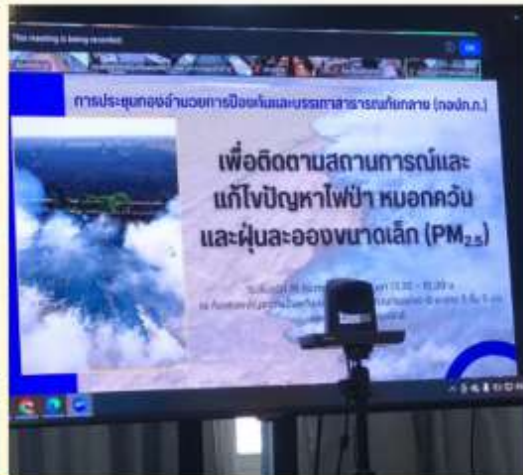 This meeting is being recorded
การประชุมกองอำนวยการป้องกันและบรรเทาสาธารณภัยกลาง (กอปภ.ก.)
เพื่อติดตามสถานการณ์และ
แก้ไขปัญหาไฟป่า หมอกควัน
และฝุ่นละอองขนาดเล็ก (PM2.5)